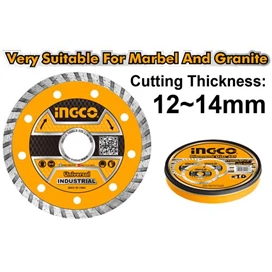 Very Suitable For Marbel And Granite
Cutting Thickness:
12~14mm
INGCO
Universal
INDUSTRIAL
INGCO